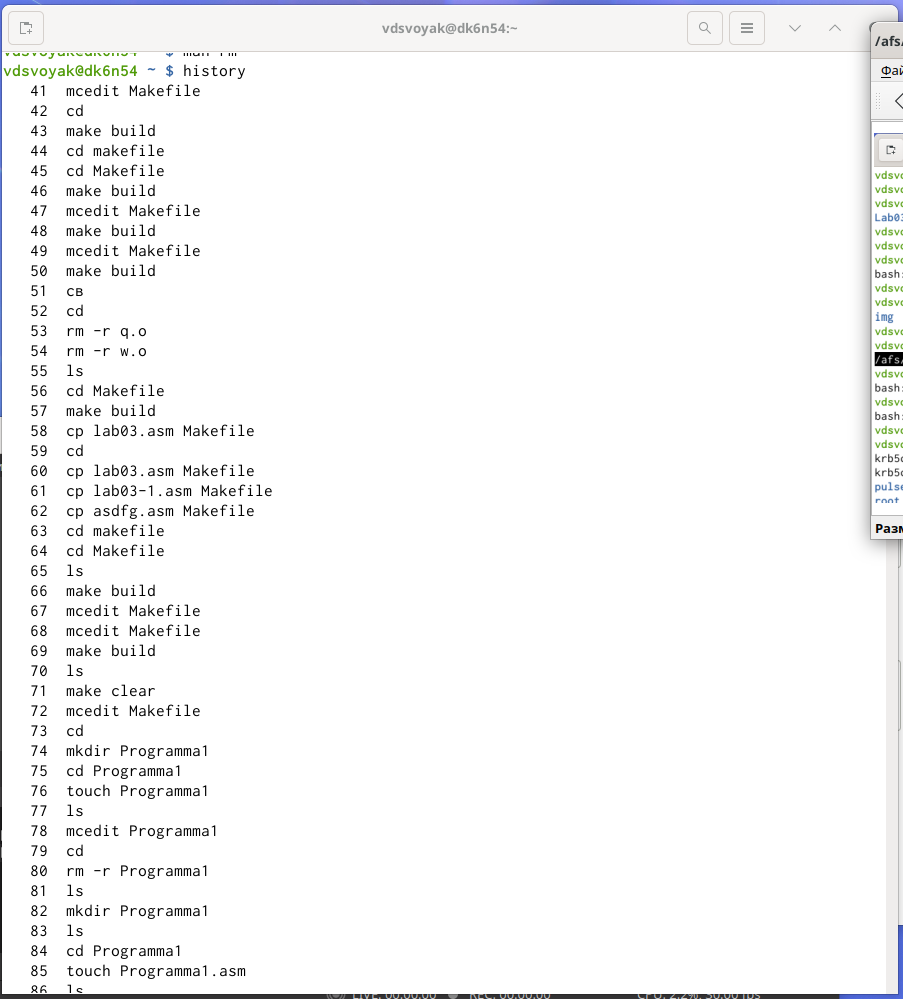 vdsvoyak@dk6n54:~
vdsvoyak@dk6n54 ~ $ man rm
vdsvoyak@dk6n54 ~ $ history
41 mcedit Makefile
42 cd
43 make build
44 cd makefile
45 cd Makefile
46 make build
47 mcedit Makefile
48 make build
49 mcedit Makefile
50 make build
51 св
52 cd
53 rm -r q.o
54 rm -r w.o
55 ls
56 cd Makefile
57 make build
58 cp lab03.asm Makefile
59 cd
60 cp lab03.asm Makefile
61 cp lab03-1.asm Makefile
62 cp asdfg.asm Makefile
63 cd makefile
64 cd Makefile
65 ls
66 make build
67 mcedit Makefile
68 mcedit Makefile
69 make build
70 ls
71 make clear
72 mcedit Makefile
73 cd
74 mkdir Programma1
75 cd Programma1
76 touch Programma1
77 ls
78 mcedit Programma1
79 cd
80 rm -r Programma1
81 ls
82 mkdir Programma1
83 ls
84 cd Programma1
85 touch Programma1.asm
86 ls
/afs/
Фай
vdsvo
vdsvo
vdsvo
Lab03
vdsvo
vdsvo
vdsvo
bash:
vdsvo
vdsvo
img
vdsvo
vdsvo
/afs/
vdsvo
bash:
vdsvo
bash:
vdsvo
vdsvo
krb5c
krb5c
pulse
root
Разм
LIVE: 00:00:00
REC: 00:00:00
CPU: 2.2%, 30.00 fps